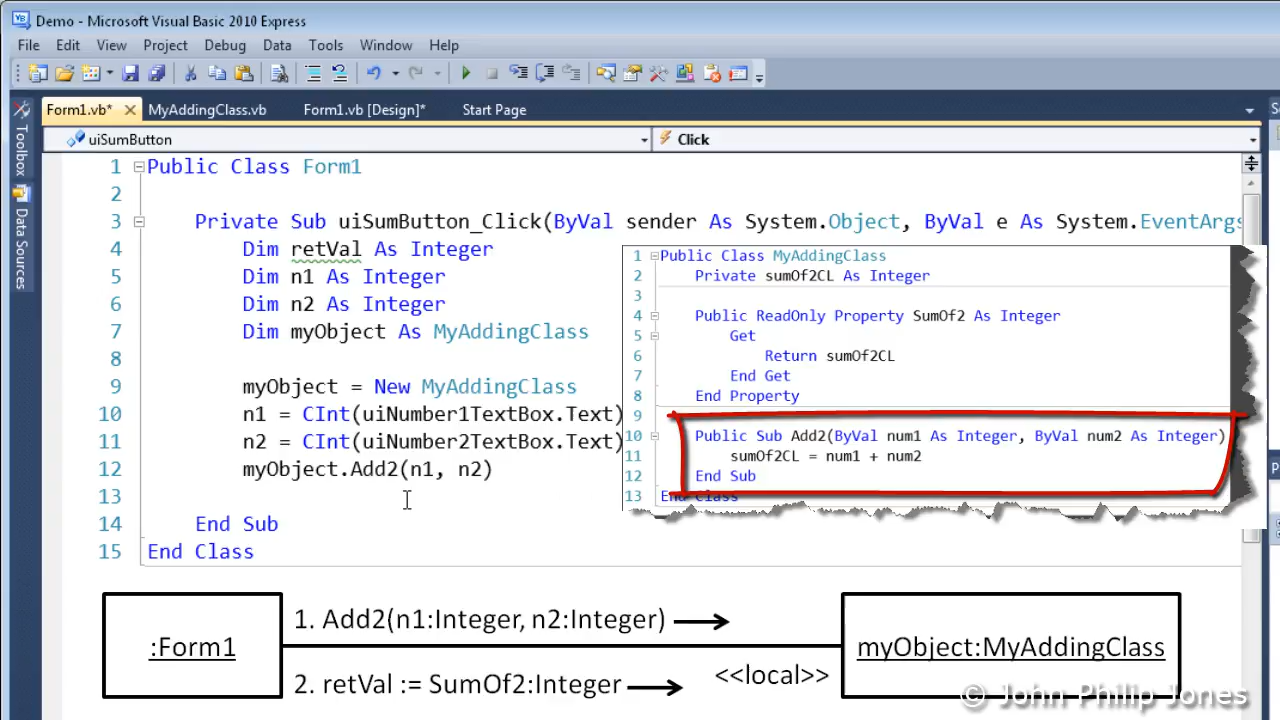 Demo - Microsoft Visual Basic 2010 Express
File Edit View Project Debug Data Tools Window Help
Form1.vb* MyAddingClass.vb Form1.vb [Design]* Start Page
Toolbox
Data Sources
uiSumButton Click
1 Public Class Form1
2
3 Private Sub uiSumButton_Click(ByVal sender As System.Object, ByVal e As System.EventArgs
4 Dim retVal As Integer
5 Dim n1 As Integer
6 Dim n2 As Integer
7 Dim myObject As MyAddingClass
8
9 myObject = New MyAddingClass
10 n1 = CInt(uiNumber1TextBox.Text)
11 n2 = CInt(uiNumber2TextBox.Text)
12 myObject.Add2(n1, n2)
13
14 End Sub
15 End Class
1 Public Class MyAddingClass
2 Private sumOf2CL As Integer
3
4 Public ReadOnly Property SumOf2 As Integer
5 Get
6 Return sumOf2CL
7 End Get
8 End Property
9
10 Public Sub Add2(ByVal num1 As Integer, ByVal num2 As Integer)
11 sumOf2CL = num1 + num2
12 End Sub
13 End Class
:Form1
1. Add2(n1:Integer, n2:Integer)
2. retVal := SumOf2:Integer
<<local>>
myObject:MyAddingClass
© John Philip Jones